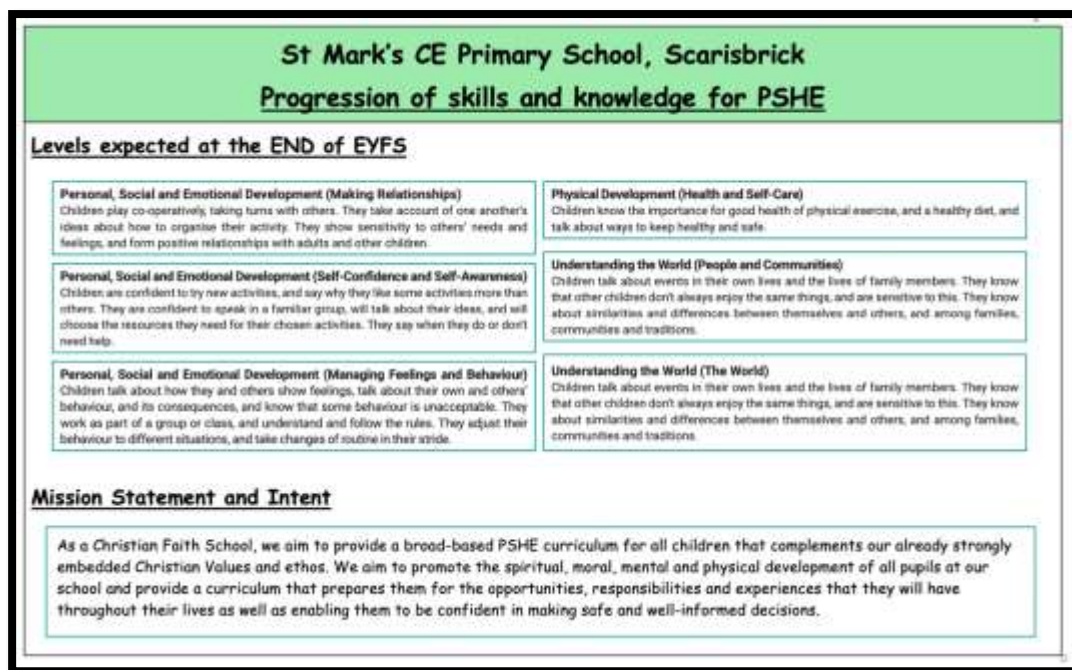 St Mark's CE Primary School, Scarisbrick
Progression of skills and knowledge for PSHE
Levels expected at the END of EYFS
Personal, Social and Emotional Development (Making Relationships)
Children play co-operatively, taking turns with others. They take account of one another's
ideas about how to organise their activity. They show sensitivity to others' needs and
feelings, and form positive relationships with adults and other children.
Personal, Social and Emotional Development (Self-Confidence and Self-Awareness)
Children are confident to try new activities, and say why they like some activities more than
others. They are confident to speak in a familiar group, will talk about their ideas, and will
choose the resources they need for their chosen activities. They say when they do or don't
need help.
Personal, Social and Emotional Development (Managing Feelings and Behaviour)
Children talk about how they and others show feelings, talk about their own and others'
behaviour, and its consequences, and know that some behaviour is unacceptable. They
work as part of a group or class, and understand and follow the rules. They adjust their
behaviour to different situations, and take changes of routine in their stride.
Physical Development (Health and Self-Care)
Children know the importance for good health of physical exercise, and a healthy diet, and
talk about ways to keep healthy and safe.
Understanding the World (People and Communities)
Children talk about events in their own lives and the lives of family members. They know
that other children don't always enjoy the same things, and are sensitive to this. They know
about similarities and differences between themselves and others, and among families,
communities and traditions.
Understanding the World (The World)
Children talk about events in their own lives and the lives of family members. They know
that other children don't always enjoy the same things, and are sensitive to this. They know
about similarities and differences between themselves and others, and among families,
communities and traditions.
Mission Statement and Intent
As a Christian Faith School, we aim to provide a broad-based PSHE curriculum for all children that complements our already strongly
embedded Christian Values and ethos. We aim to promote the spiritual, moral, mental and physical development of all pupils at our
school and provide a curriculum that prepares them for the opportunities, responsibilities and experiences that they will have
throughout their lives as well as enabling them to be confident in making safe and well-informed decisions.